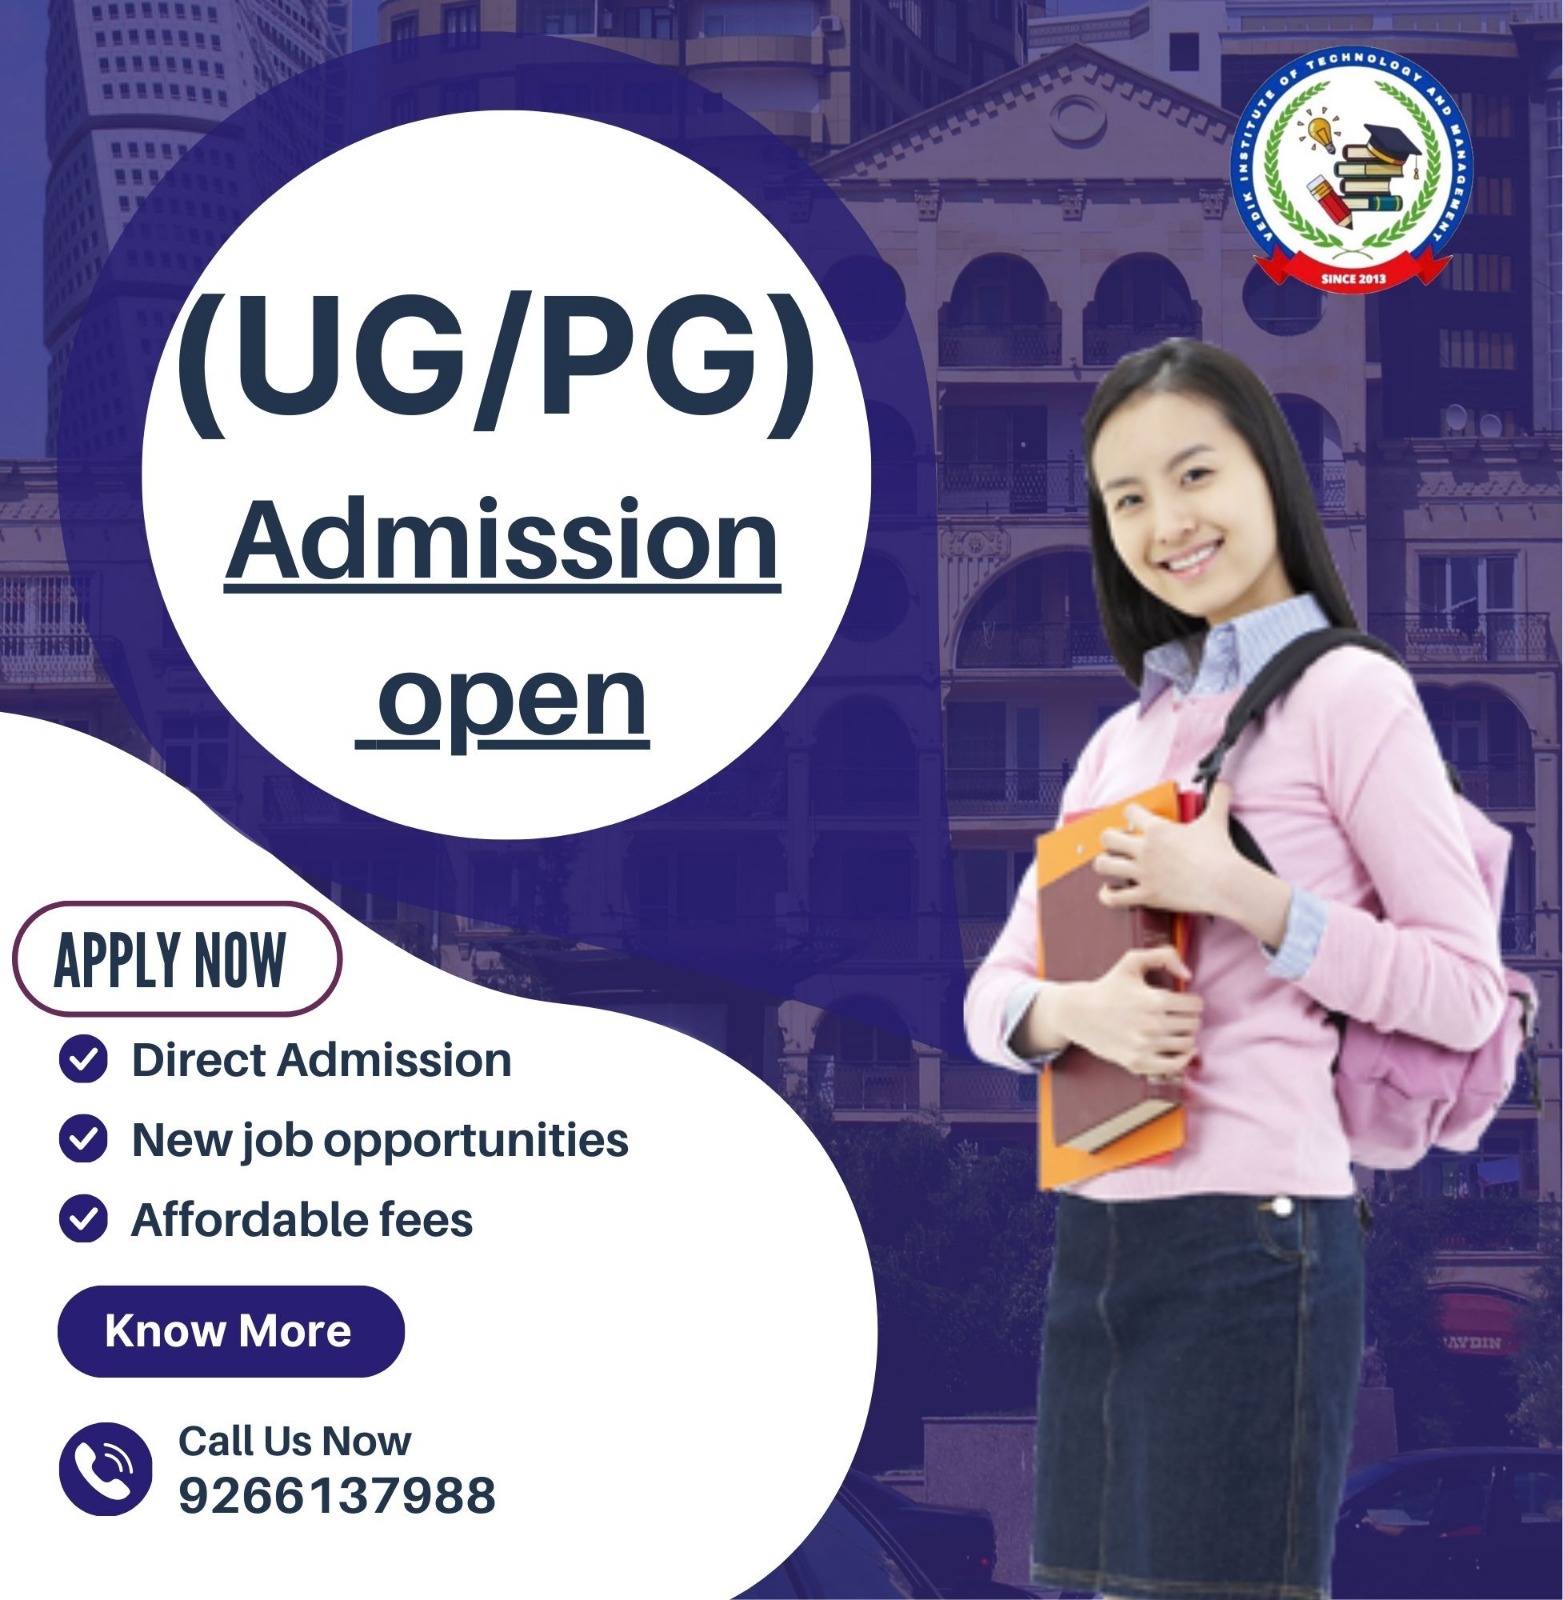 VEDIK INSTITUTE OF TECHNOLOGY AND MANAGEMENT
SINCE 2013
(UG/PG)
Admission
open
APPLY NOW
Direct Admission
New job opportunities
Affordable fees
Know More
Call Us Now
9266137988
AYDIN